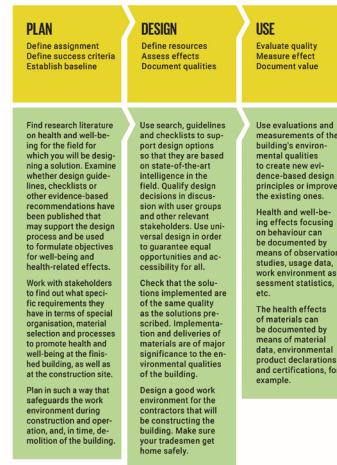 PLAN
Define assignment
Define success criteria
Establish baseline
DESIGN
Define resources
Assess effects
Document qualities
USE
Evaluate quality
Measure effect
Document value
Find research literature
on health and well-be-
ing for the field for
which you will be desig-
ning a solution. Examine
whether design guide-
lines, checklists or
other evidence-based
recommendations have
been published that
may support the design
process and be used
to formulate objectives
for well-being and
health-related effects.
Work with stakeholders
to find out what speci-
fic requirements they
have in terms of special
organisation, material
selection and processes
to promote health and
well-being at the finis-
hed building, as well as
at the construction site.
Plan in such a way that
safeguards the work
environment during
construction and oper-
ation, and, in time, de-
molition of the building.
Use search, guidelines
and checklists to sup-
port design options
so that they are based
on state-of-the-art
intelligence in the
field. Qualify design
decisions in discus-
sion with user groups
and other relevant
stakeholders. Use uni-
versal design in order
to guarantee equal
opportunities and ac-
cessibility for all.
Check that the solu-
tions implemented are
of the same quality
as the solutions pre-
scribed. Implementa-
tion and deliveries of
materials are of major
significance to the en-
vironmental qualities
of the building.
Design a good work
environment for the
contractors that will
be constructing the
building. Make sure
your tradesmen get
home safely.
Use evaluations and
measurements of the
building's environ-
mental qualities
to create new evi-
dence-based design
principles or improve
the existing ones.
Health and well-be-
ing effects focusing
on behaviour can
be documented by
means of observation
studies, usage data,
work environment as-
sessment statistics,
etc.
The health effects
of materials can
be documented by
means of material
data, environmental
product declarations
and certifications, fo
example.